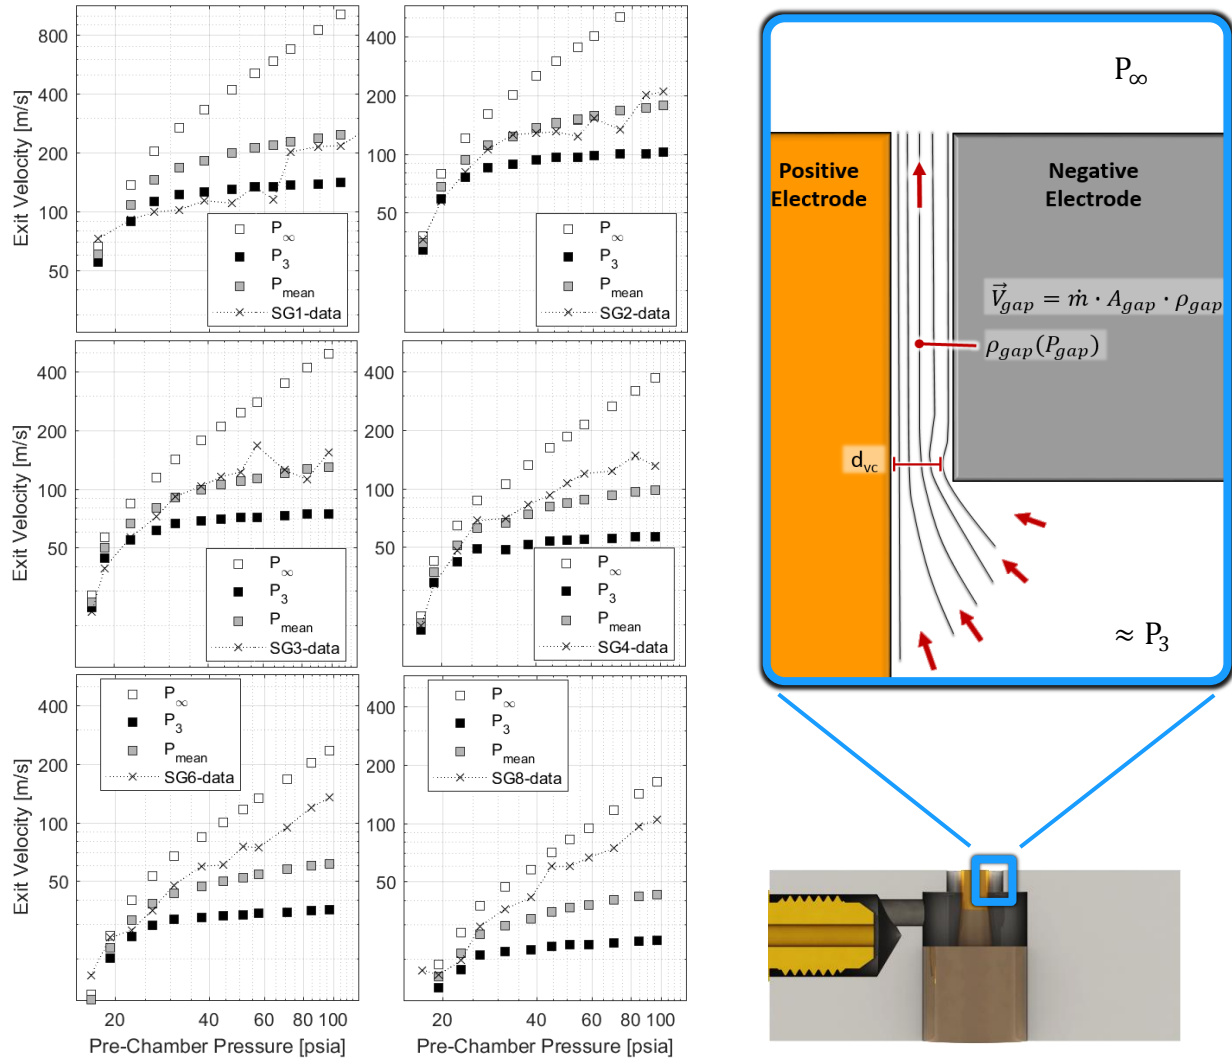 800
400
200
100
50
Exit Velocity [m/s]
P∞
P3
Pmean
SG1-data
400
200
100
50
P∞
P3
Pmean
SG2-data
400
200
100
50
Exit Velocity [m/s]
P∞
P3
Pmean
SG3-data
400
200
100
50
P∞
P3
Pmean
SG4-data
400
200
100
50
Exit Velocity [m/s]
P∞
P3
Pmean
SG6-data
20 40 60 80 100
Pre-Chamber Pressure [psia]
400
200
100
50
P∞
P3
Pmean
SG8-data
20 40 60 80 100
Pre-Chamber Pressure [psia]
P∞
Positive
Electrode
Negative
Electrode
V⃗gap = ṁ · Agap · ρgap
ρgap(Pgap)
dvc
≈ P3